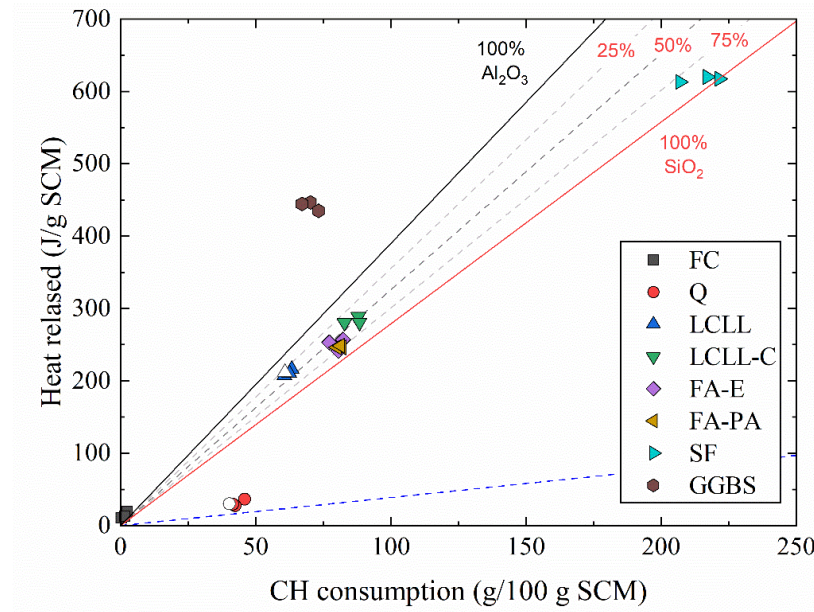 700
600
500
400
300
200
100
0
Heat relased (J/g SCM)
100%
Al₂O₃
25%
50%
75%
100%
SiO₂
FC
Q
LCLL
LCLL-C
FA-E
FA-PA
SF
GGBS
0
50
100
150
200
250
CH consumption (g/100 g SCM)